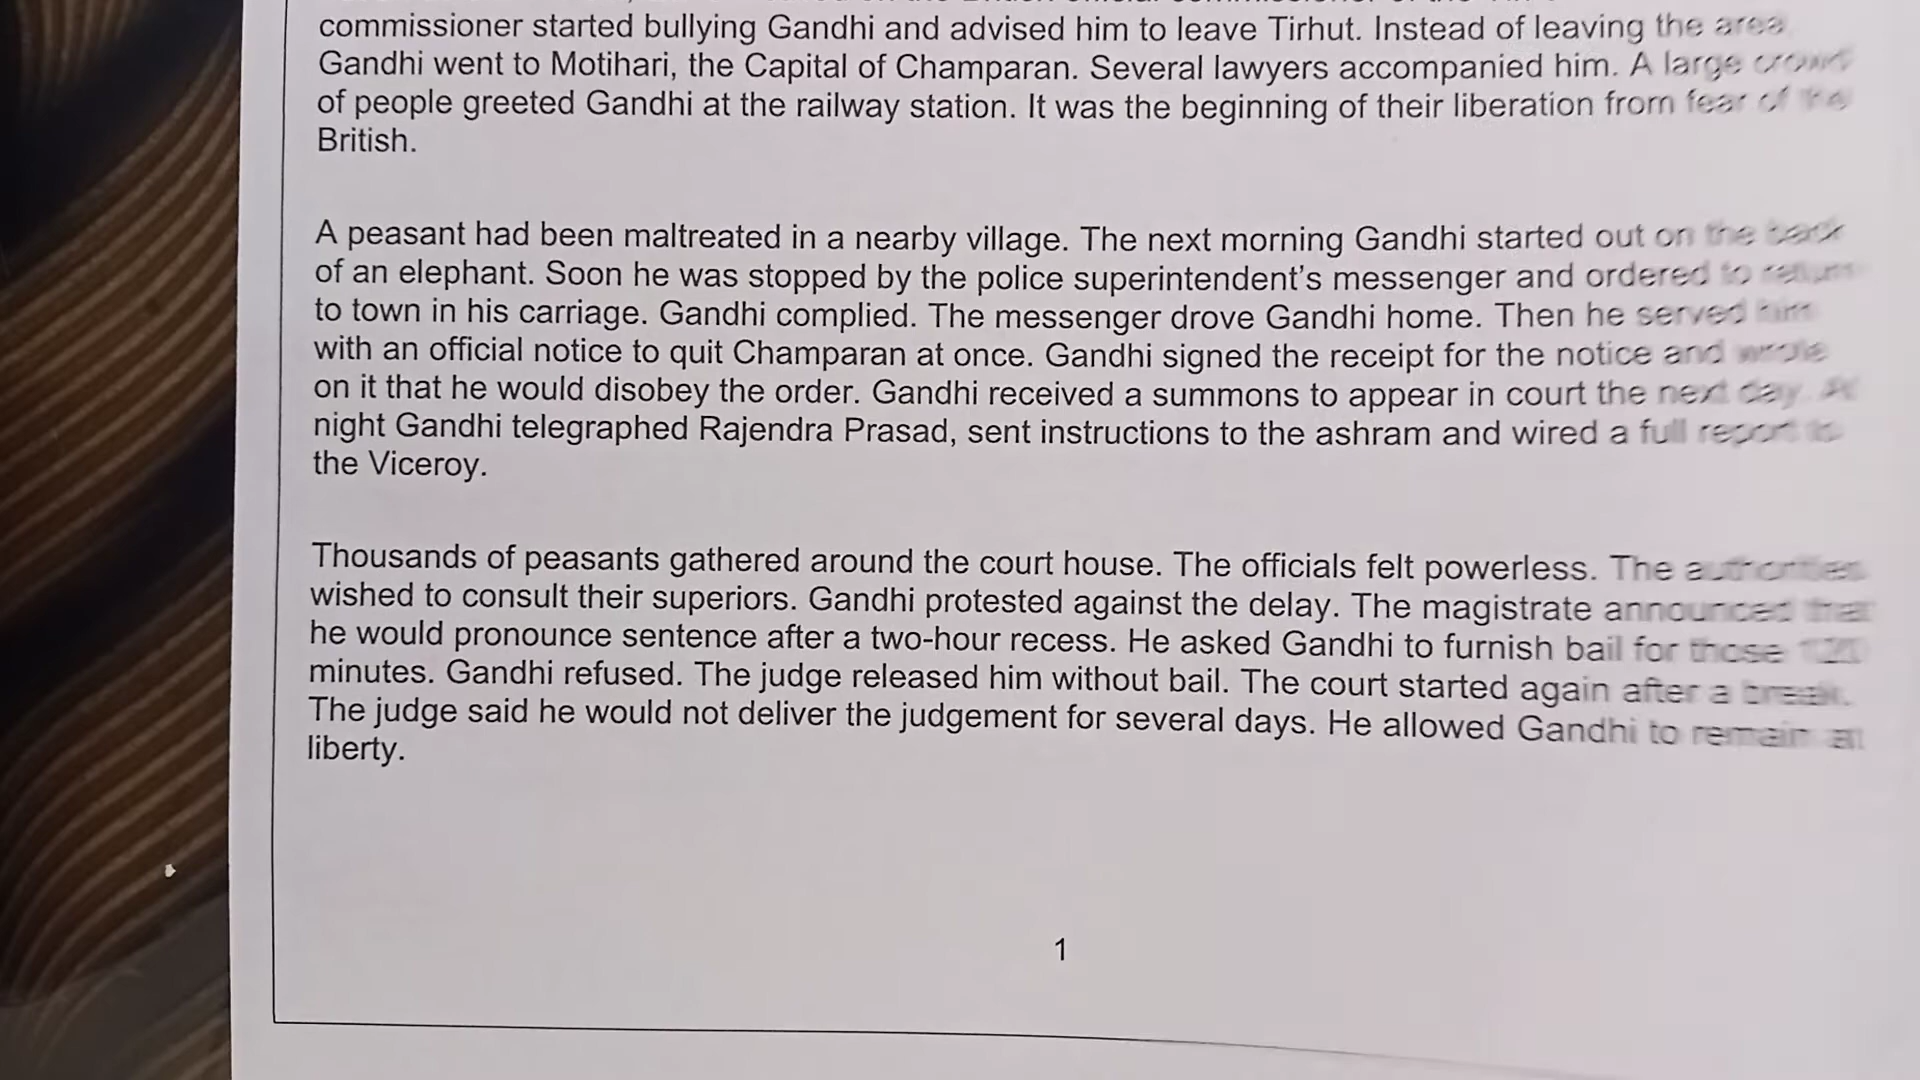 commissioner started bullying Gandhi and advised him to leave Tirhut. Instead of leaving the area
Gandhi went to Motihari, the Capital of Champaran. Several lawyers accompanied him. A large crowd
of people greeted Gandhi at the railway station. It was the beginning of their liberation from fear of the
British.
A peasant had been maltreated in a nearby village. The next morning Gandhi started out on the back
of an elephant. Soon he was stopped by the police superintendent's messenger and ordered to return
to town in his carriage. Gandhi complied. The messenger drove Gandhi home. Then he served him
with an official notice to quit Champaran at once. Gandhi signed the receipt for the notice and wrote
on it that he would disobey the order. Gandhi received a summons to appear in court the next day.
night Gandhi telegraphed Rajendra Prasad, sent instructions to the ashram and wired a full report to
the Viceroy.
Thousands of peasants gathered around the court house. The officials felt powerless. The authorities
wished to consult their superiors. Gandhi protested against the delay. The magistrate announced that
he would pronounce sentence after a two-hour recess. He asked Gandhi to furnish bail for those 120
minutes. Gandhi refused. The judge released him without bail. The court started again after a break.
The judge said he would not deliver the judgement for several days. He allowed Gandhi to remain at
liberty.
1